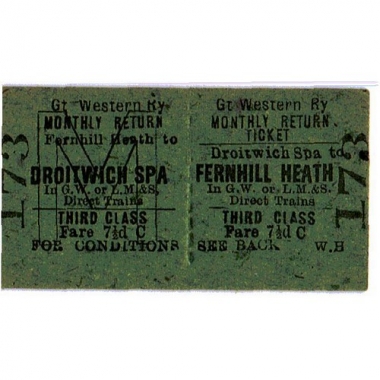 173
Gt Western Ry
MONTHLY RETURN
Fernhill Heath to
DROITWICH SPA
In G.W. or L.M.&S.
Direct Trains
THIRD CLASS
Fare 7½d C
FOR CONDITIONS
Gt Western Ry
MONTHLY RETURN
TICKET
Droitwich Spa to
FERNHILL HEATH
In G.W. or L.M.&S.
Direct Trains
THIRD CLASS
Fare 7½d C
SEE BACK W.H
173